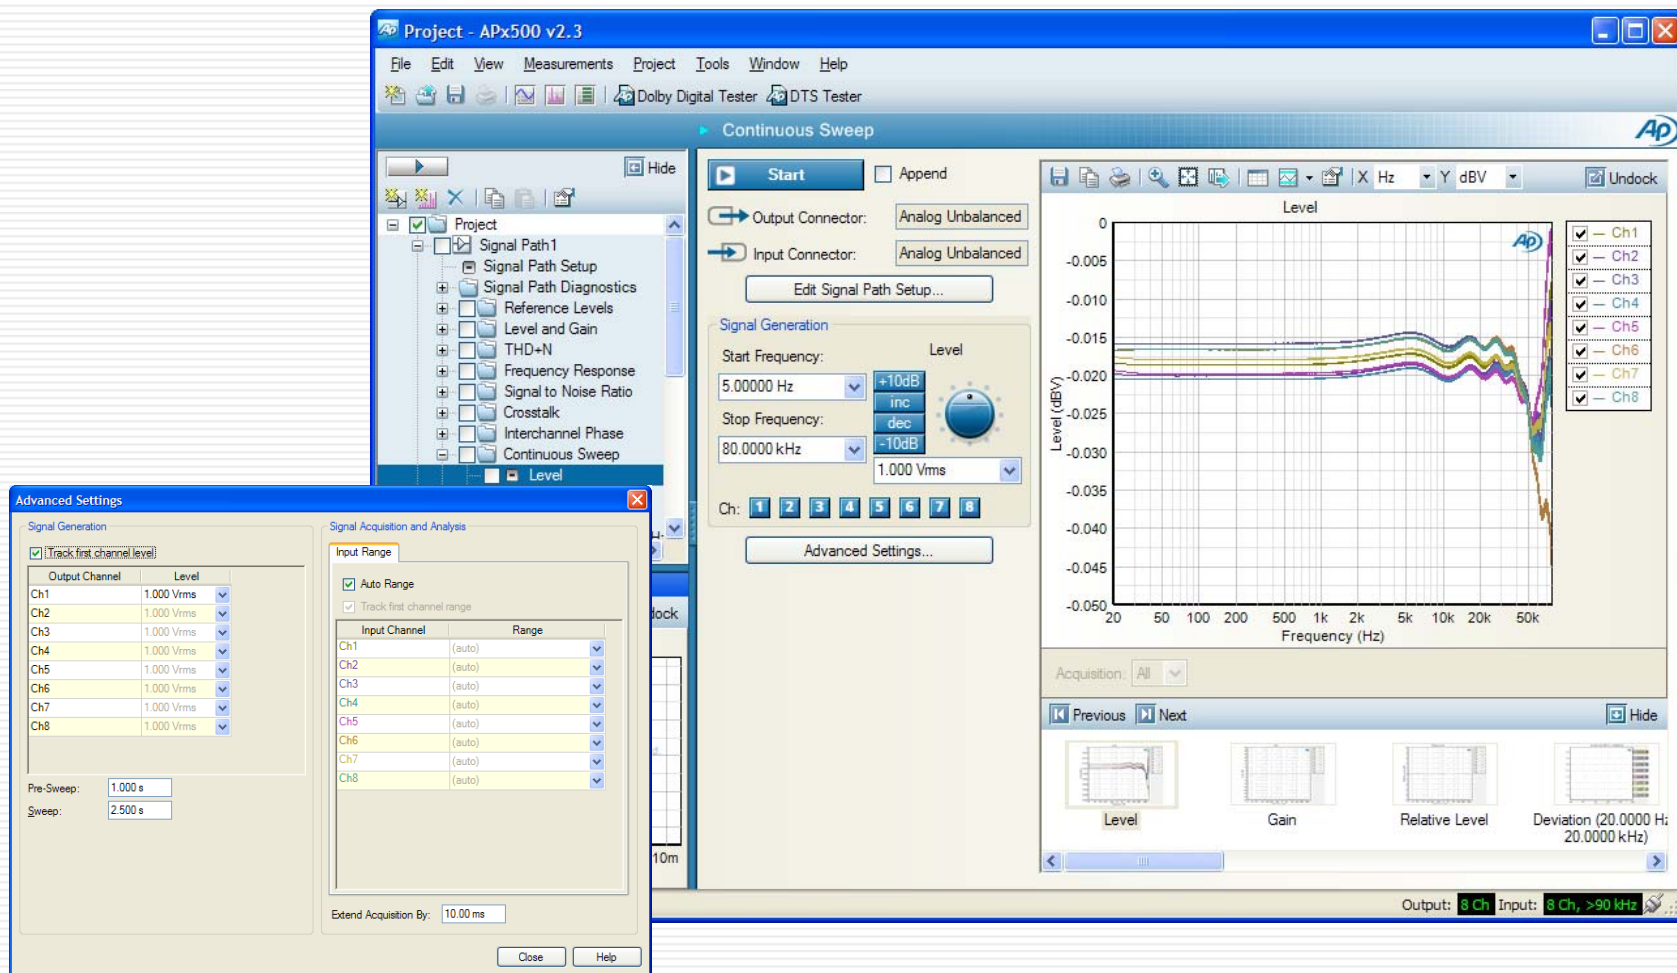 Project - APx500 v2.3
File Edit View Measurements Project Tools Window Help
Dolby Digital Tester DTS Tester
Continuous Sweep
Ap
Hide
Project
Signal Path1
Signal Path Setup
Signal Path Diagnostics
Reference Levels
Level and Gain
THD+N
Frequency Response
Signal to Noise Ratio
Crosstalk
Interchannel Phase
Continuous Sweep
Level
Start
Append
Output Connector: Analog Unbalanced
Input Connector: Analog Unbalanced
Edit Signal Path Setup...
Signal Generation
Start Frequency:
5.00000 Hz
Stop Frequency:
80.0000 kHz
Level
+10dB
inc
dec
-10dB
1.000 Vrms
Ch: 1 2 3 4 5 6 7 8
Advanced Settings...
X Hz Y dBV
Undock
Level
Ap
0
-0.005
-0.010
-0.015
-0.020
-0.025
-0.030
-0.035
-0.040
-0.045
-0.050
Level (dBV)
20 50 100 200 500 1k 2k 5k 10k 20k 50k
Frequency (Hz)
Ch1
Ch2
Ch3
Ch4
Ch5
Ch6
Ch7
Ch8
Acquisition: All
Previous Next
Hide
Level
Gain
Relative Level
Deviation (20.0000 Hz
20.0000 kHz)
Output: 8 Ch Input: 8 Ch, >90 kHz
dock
10m
Advanced Settings
Signal Generation
Track first channel level
Output Channel Level
Ch1 1.000 Vrms
Ch2 1.000 Vrms
Ch3 1.000 Vrms
Ch4 1.000 Vrms
Ch5 1.000 Vrms
Ch6 1.000 Vrms
Ch7 1.000 Vrms
Ch8 1.000 Vrms
Pre-Sweep: 1.000 s
Sweep: 2.500 s
Signal Acquisition and Analysis
Input Range
Auto Range
Track first channel range
Input Channel Range
Ch1 (auto)
Ch2 (auto)
Ch3 (auto)
Ch4 (auto)
Ch5 (auto)
Ch6 (auto)
Ch7 (auto)
Ch8 (auto)
Extend Acquisition By: 10.00 ms
Close Help